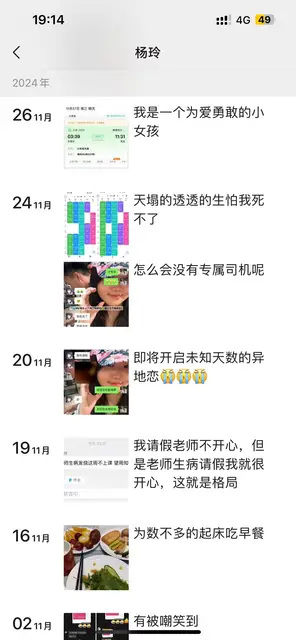 19:14
4G 49
杨玲
2024年
26 11月
我是一个为爱勇敢的小
女孩
03:39
11:31
24 11月
天塌的透透的生怕我死
不了
怎么会没有专属司机呢
20 11月
即将开启未知天数的异
地恋😭😭😭
19 11月
我请假老师不开心，但
是老师生病请假我就很
开心，这就是格局
16 11月
为数不多的起床吃早餐
02 11月
有被嘲笑到